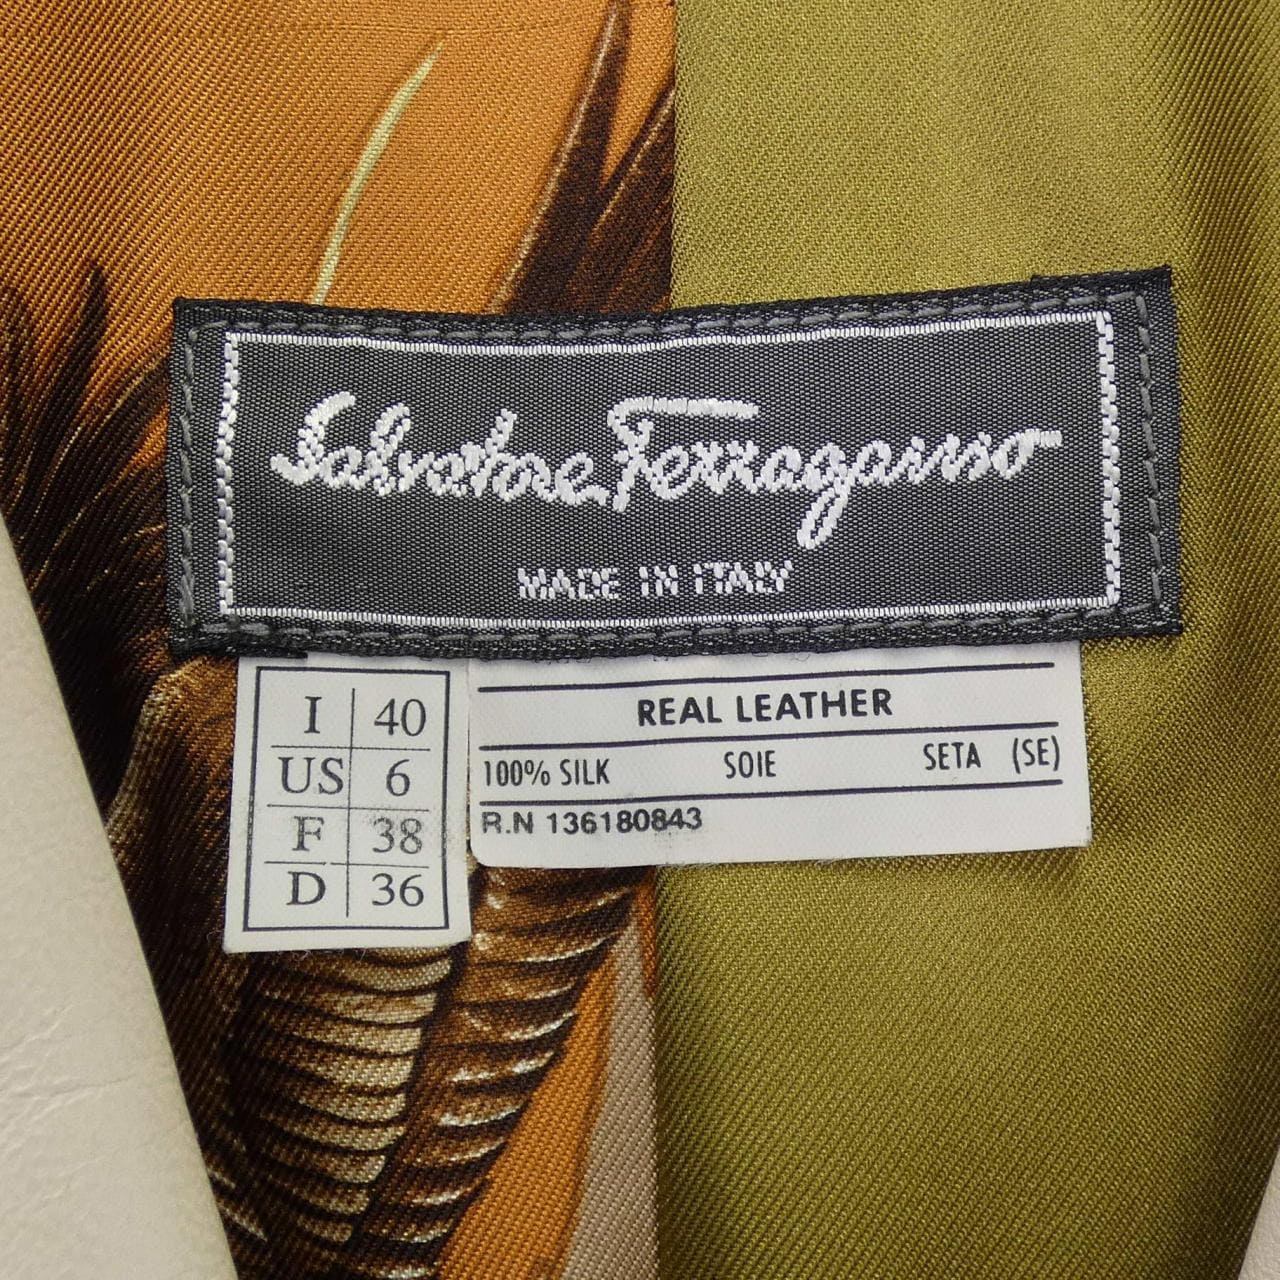 Salvatore Ferragamo
MADE IN ITALY
I 40
US 6
F 38
D 36
REAL LEATHER
100% SILK SOIE SETA (SE)
R.N 136180843